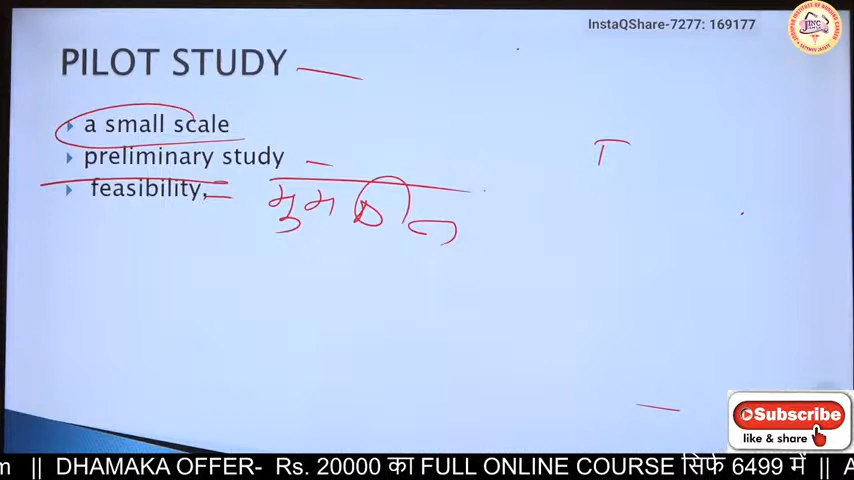 InstaQShare-7277: 169177
PILOT STUDY
a small scale
preliminary study
feasibility,
मुमकिन
Subscribe
like & share
m || DHAMAKA OFFER- Rs. 20000 का FULL ONLINE COURSE सिर्फ 6499 में || A